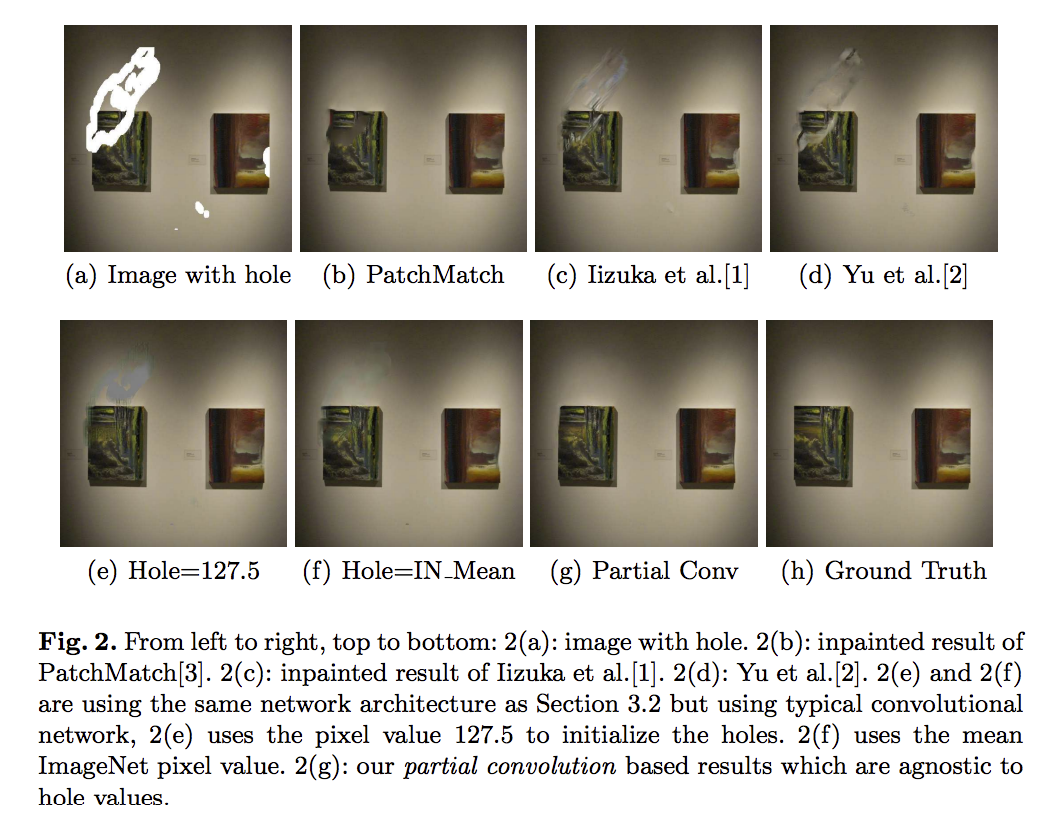 (a) Image with hole
(b) PatchMatch
(c) Iizuka et al.[1]
(d) Yu et al.[2]
(e) Hole=127.5
(f) Hole=IN_Mean
(g) Partial Conv
(h) Ground Truth
Fig. 2. From left to right, top to bottom: 2(a): image with hole. 2(b): inpainted result of
PatchMatch[3]. 2(c): inpainted result of Iizuka et al.[1]. 2(d): Yu et al.[2]. 2(e) and 2(f)
are using the same network architecture as Section 3.2 but using typical convolutional
network, 2(e) uses the pixel value 127.5 to initialize the holes. 2(f) uses the mean
ImageNet pixel value. 2(g): our partial convolution based results which are agnostic to
hole values.